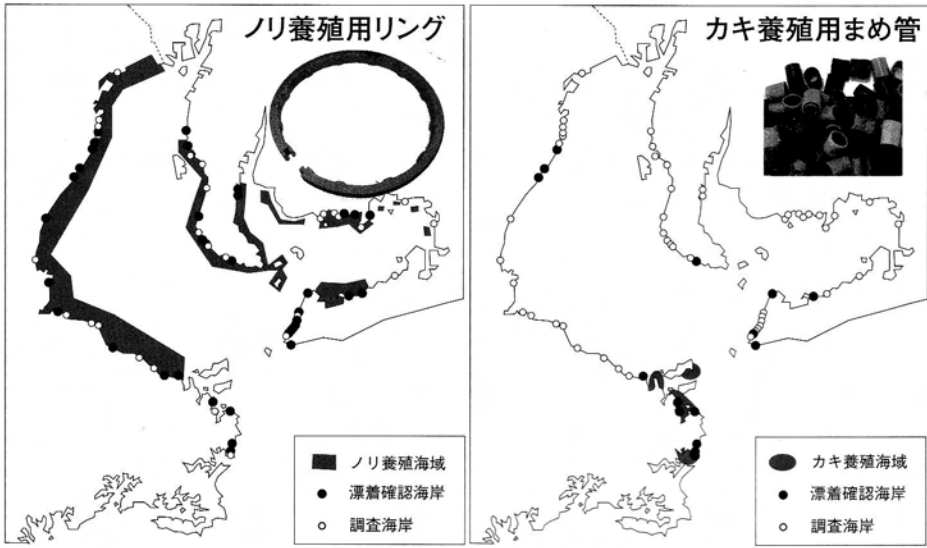 ノリ養殖用リング
ノリ養殖海域
漂着確認海岸
調査海岸
カキ養殖用まめ管
カキ養殖海域
漂着確認海岸
調査海岸